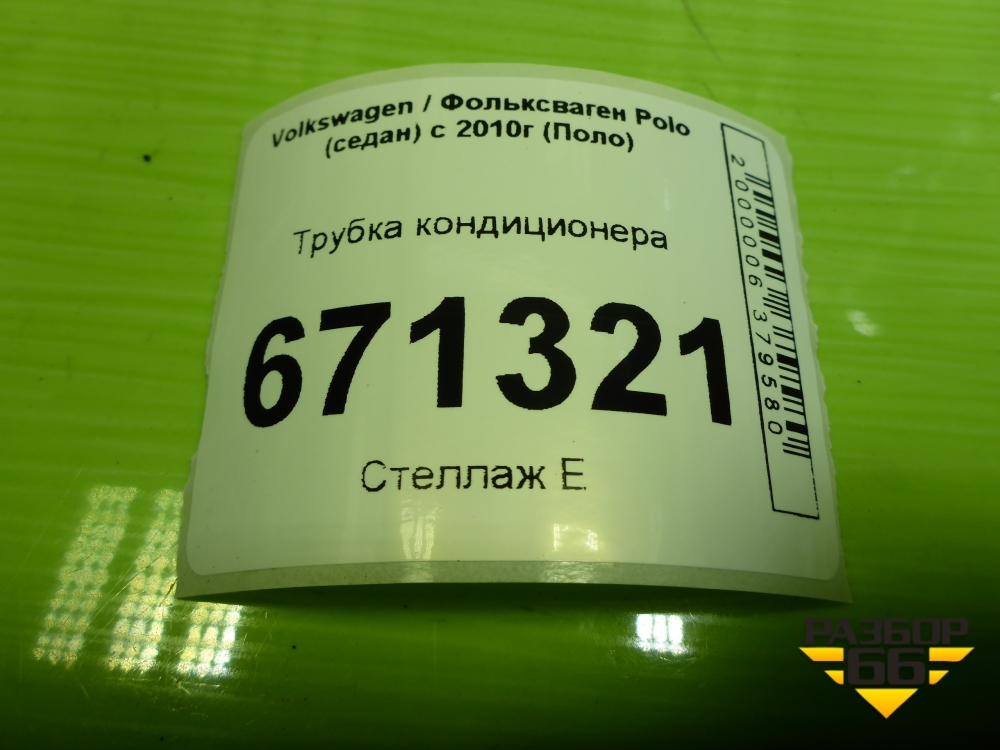 Volkswagen / Фольксваген Polo
(седан) с 2010г (Поло)
Трубка кондиционера
671321
Стеллаж Е
2000006379580
РАЗБОР
66